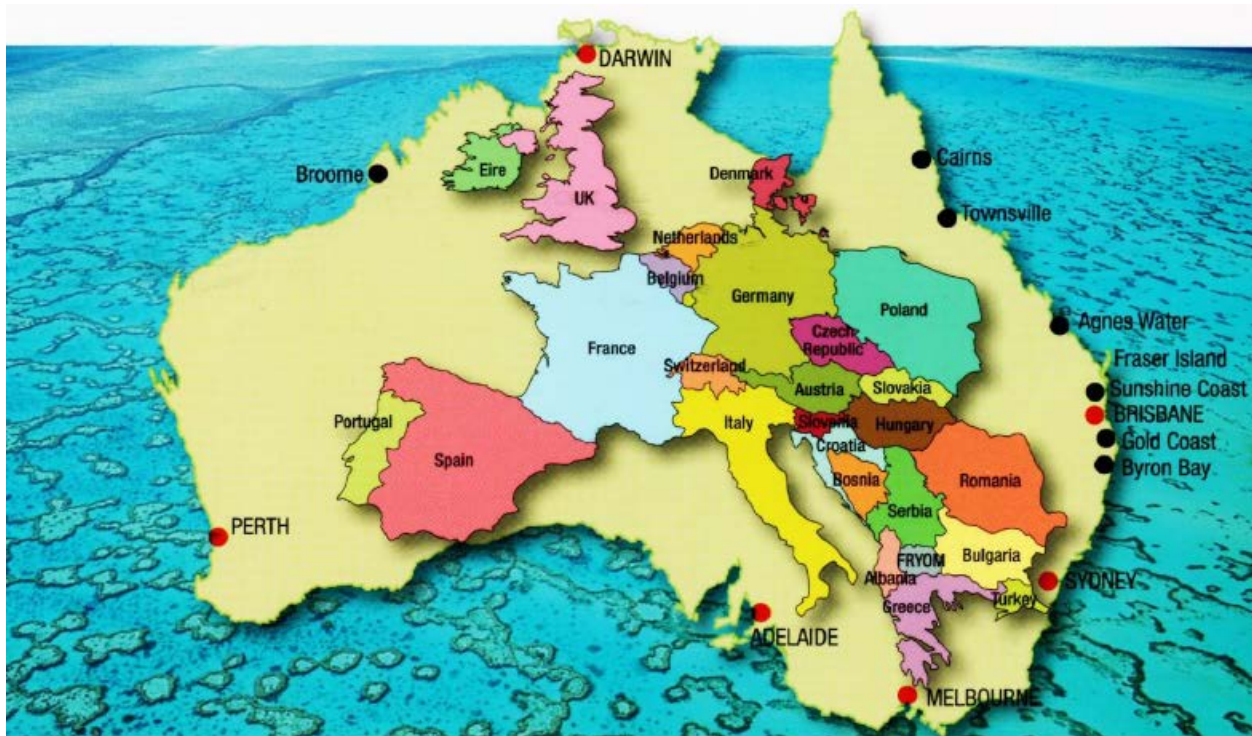 DARWIN
Broome
Eire
UK
Denmark
Cairns
Townsville
Netherlands
Belgium
Germany
Poland
Agnes Water
France
Czech
Republic
Fraser Island
Switzerland
Austria
Slovakia
Sunshine Coast
BRISBANE
Portugal
Italy
Slovenia
Hungary
Gold Coast
Croatia
Spain
Bosnia
Romania
Byron Bay
Serbia
PERTH
FRYOM
Bulgaria
Albania
SYDNEY
Greece
Turkey
ADELAIDE
MELBOURNE